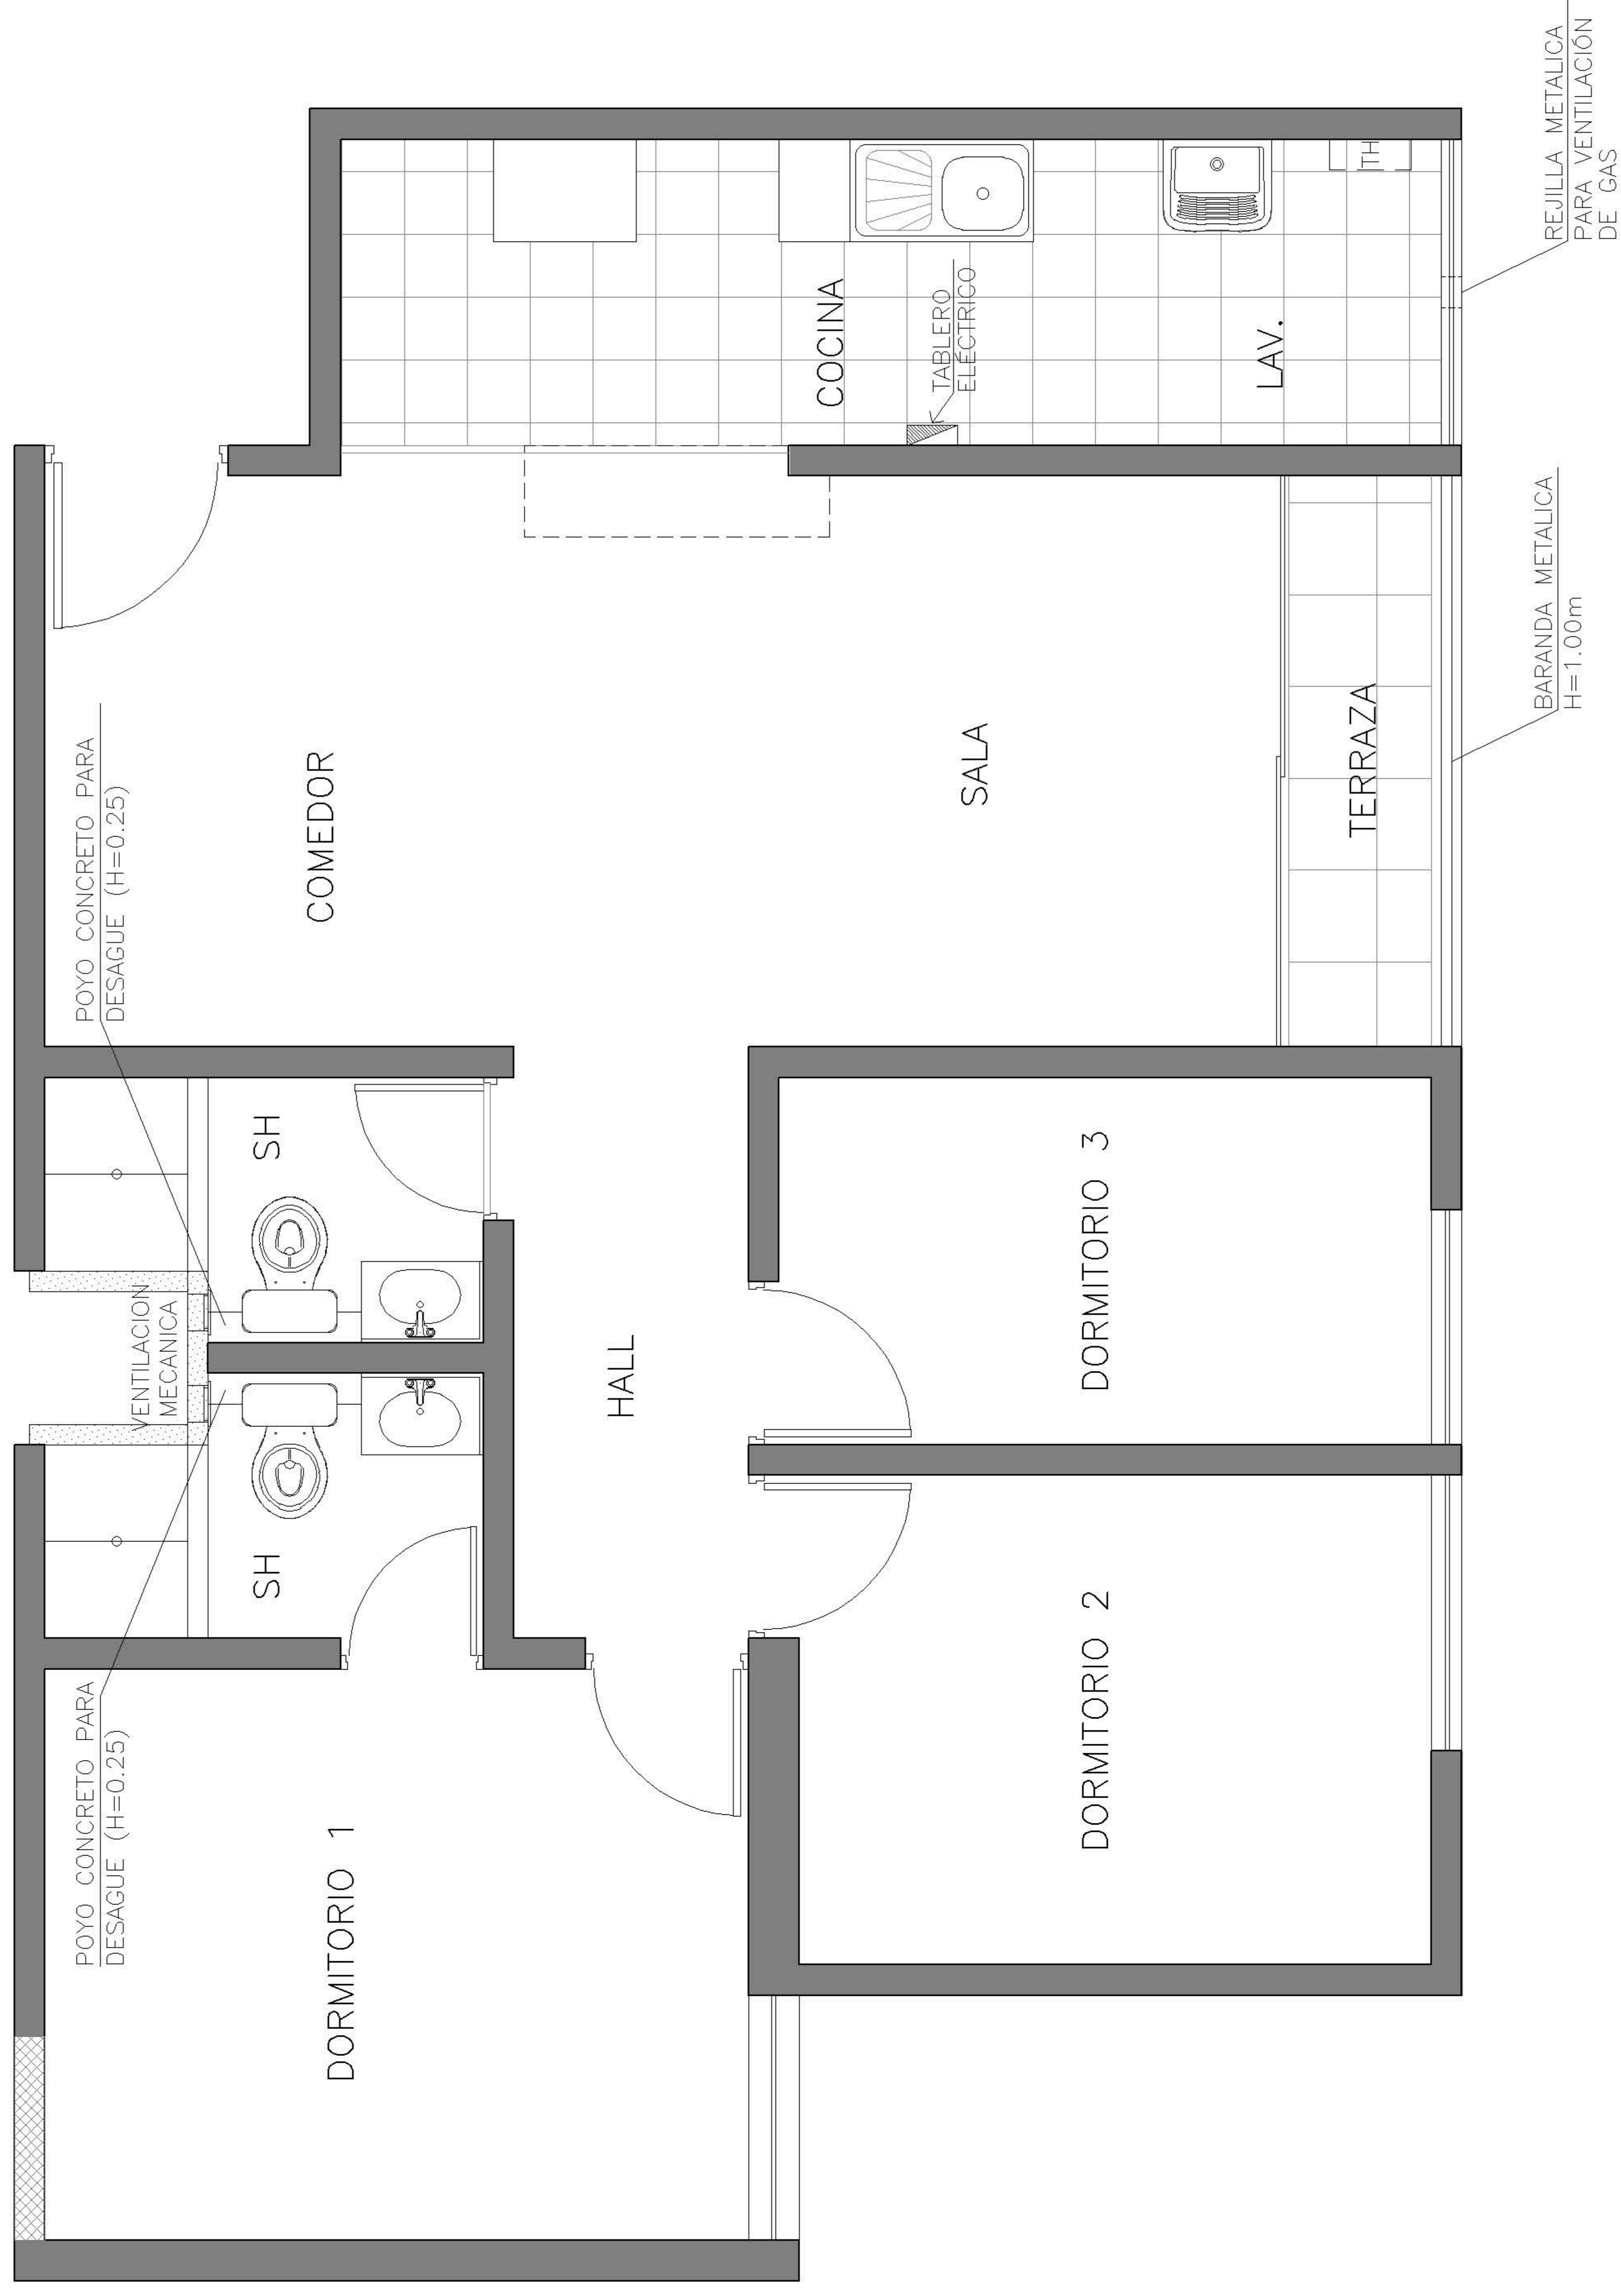 POYO CONCRETO PARA
DESAGUE (H=0.25)
POYO CONCRETO PARA
DESAGUE (H=0.25)
VENTILACION
MECANICA
SH
SH
DORMITORIO 1
COMEDOR
HALL
COCINA
TABLERO
ELÉCTRICO
SALA
DORMITORIO 2
DORMITORIO 3
LAV.
TH
TERRAZA
BARANDA METALICA
H=1.00m
REJILLA METALICA
PARA VENTILACIÓN
DE GAS